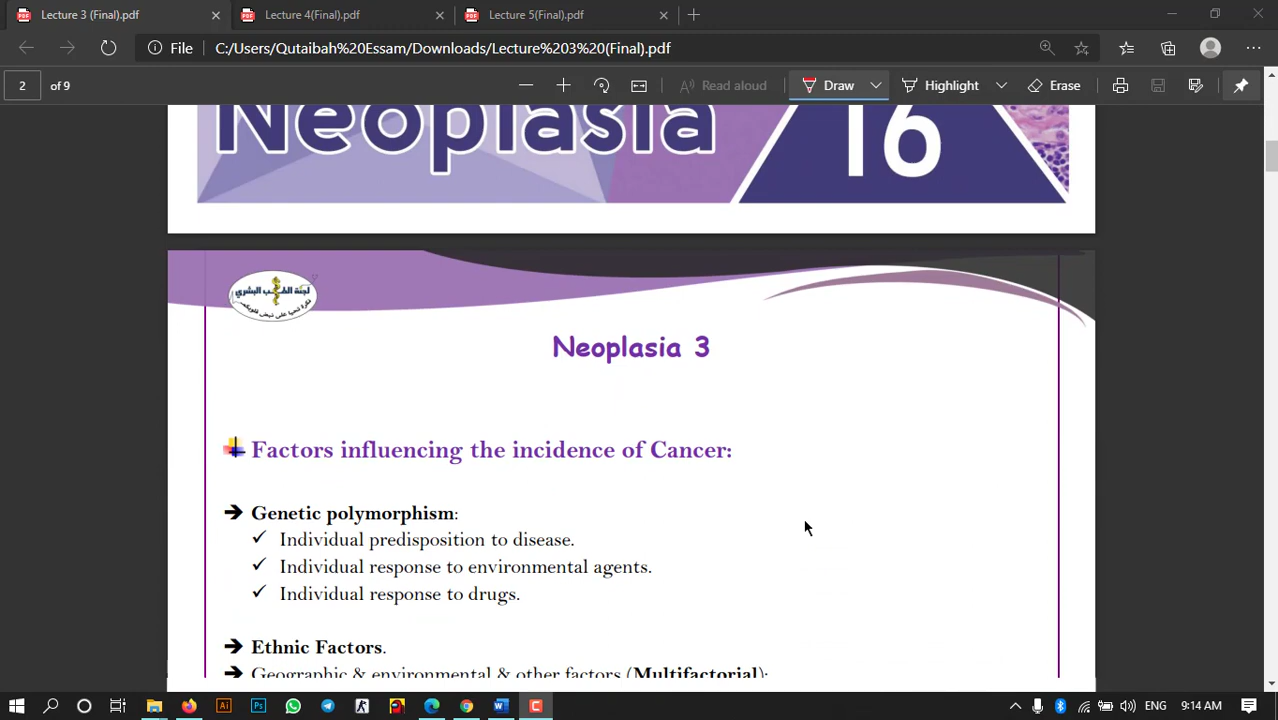 Lecture 3 (Final).pdf
Lecture 4(Final).pdf
Lecture 5(Final).pdf
File
C:/Users/Qutaibah%20Essam/Downloads/Lecture%203%20(Final).pdf
2 of 9
Read aloud
Draw
Highlight
Erase
Neoplasia
16
لجنة الطب البشري
Neoplasia 3
Factors influencing the incidence of Cancer:
Genetic polymorphism:
Individual predisposition to disease.
Individual response to environmental agents.
Individual response to drugs.
Ethnic Factors.
Geographic & environmental & other factors (Multifactorial):
ENG 9:14 AM